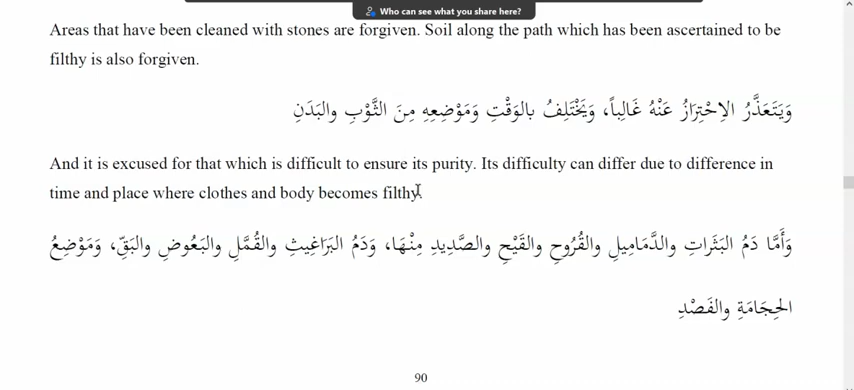 Who can see what you share here?
Areas that have been cleaned with stones are forgiven. Soil along the path which has been ascertained to be
filthy is also forgiven.
وَيَتَعَذَّرُ الِاحْتِرَازُ عَنْهُ غَالِباً، وَيَخْتَلِفُ بالوَقْتِ وَمَوْضِعِهِ مِنَ الثَّوْبِ والبَدَنِ
And it is excused for that which is difficult to ensure its purity. Its difficulty can differ due to difference in
time and place where clothes and body becomes filthy.
وَأَمَّا دَمُ البَثَراتِ والدَّمَامِيلِ والقُرُوحِ والقَيْحِ والصَّدِيدِ مِنْهَا، وَدَمُ البَرَاغِيثِ والقُمَّلِ والبَعُوضِ والبَقِّ، وَمَوْضِعُ
الحِجَامَةِ والفَصْدِ
90